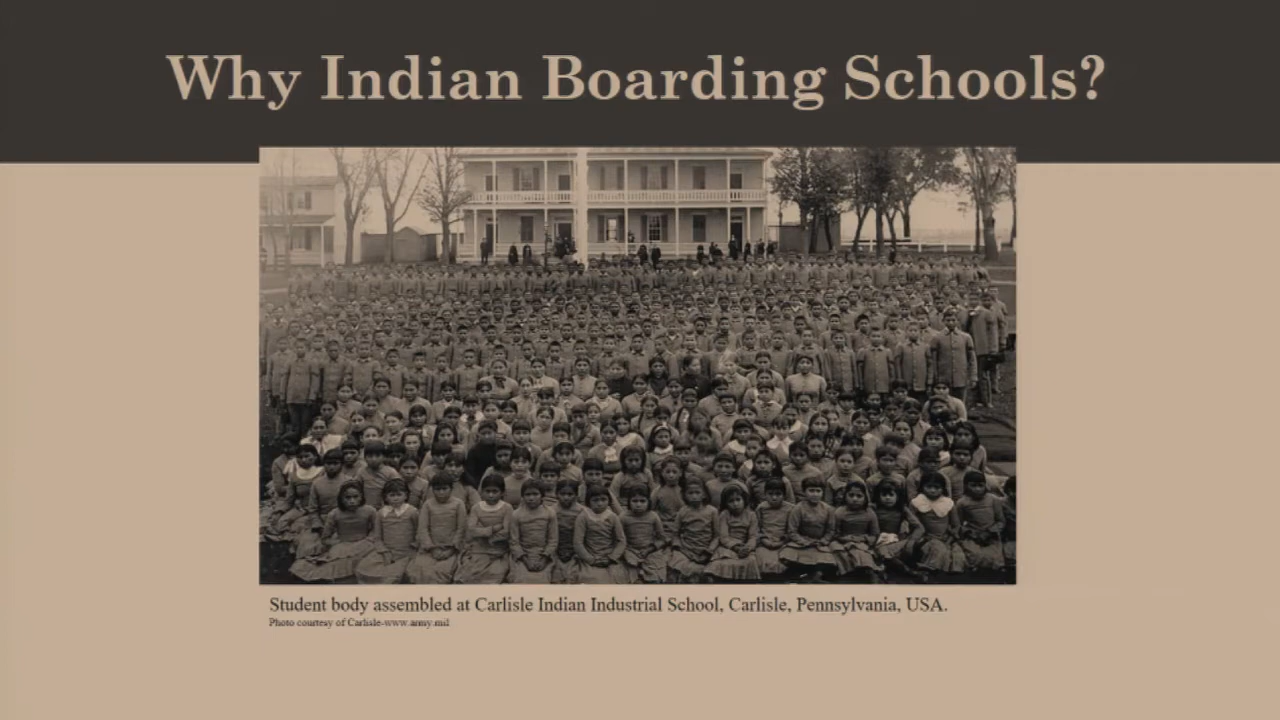 Why Indian Boarding Schools?
Student body assembled at Carlisle Indian Industrial School, Carlisle, Pennsylvania, USA.
Photo courtesy of Carlisle-www.army.mil